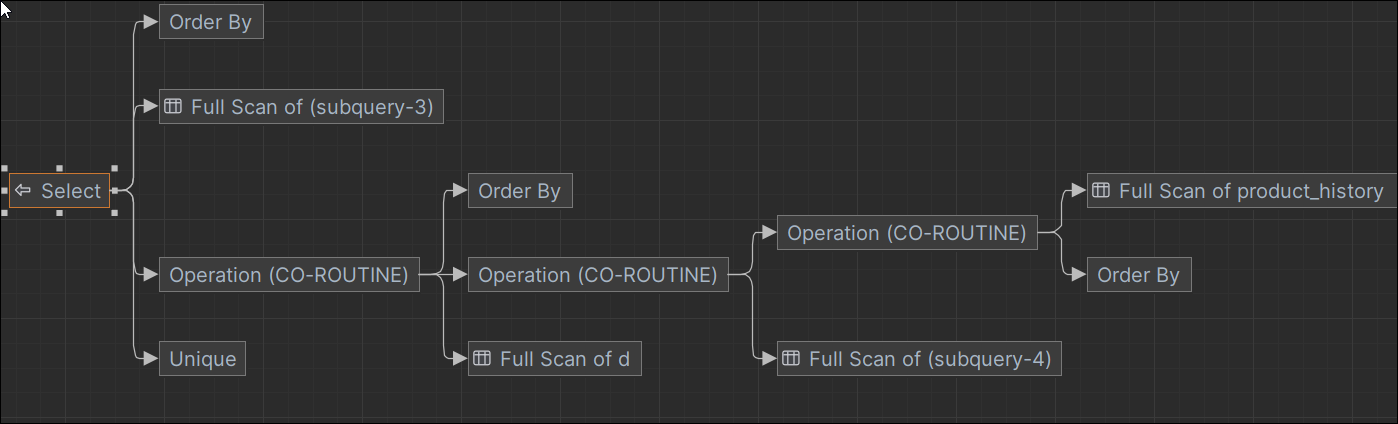 Order By
Full Scan of (subquery-3)
Select
Order By
Full Scan of product_history
Operation (CO-ROUTINE)
Operation (CO-ROUTINE)
Operation (CO-ROUTINE)
Order By
Unique
Full Scan of d
Full Scan of (subquery-4)